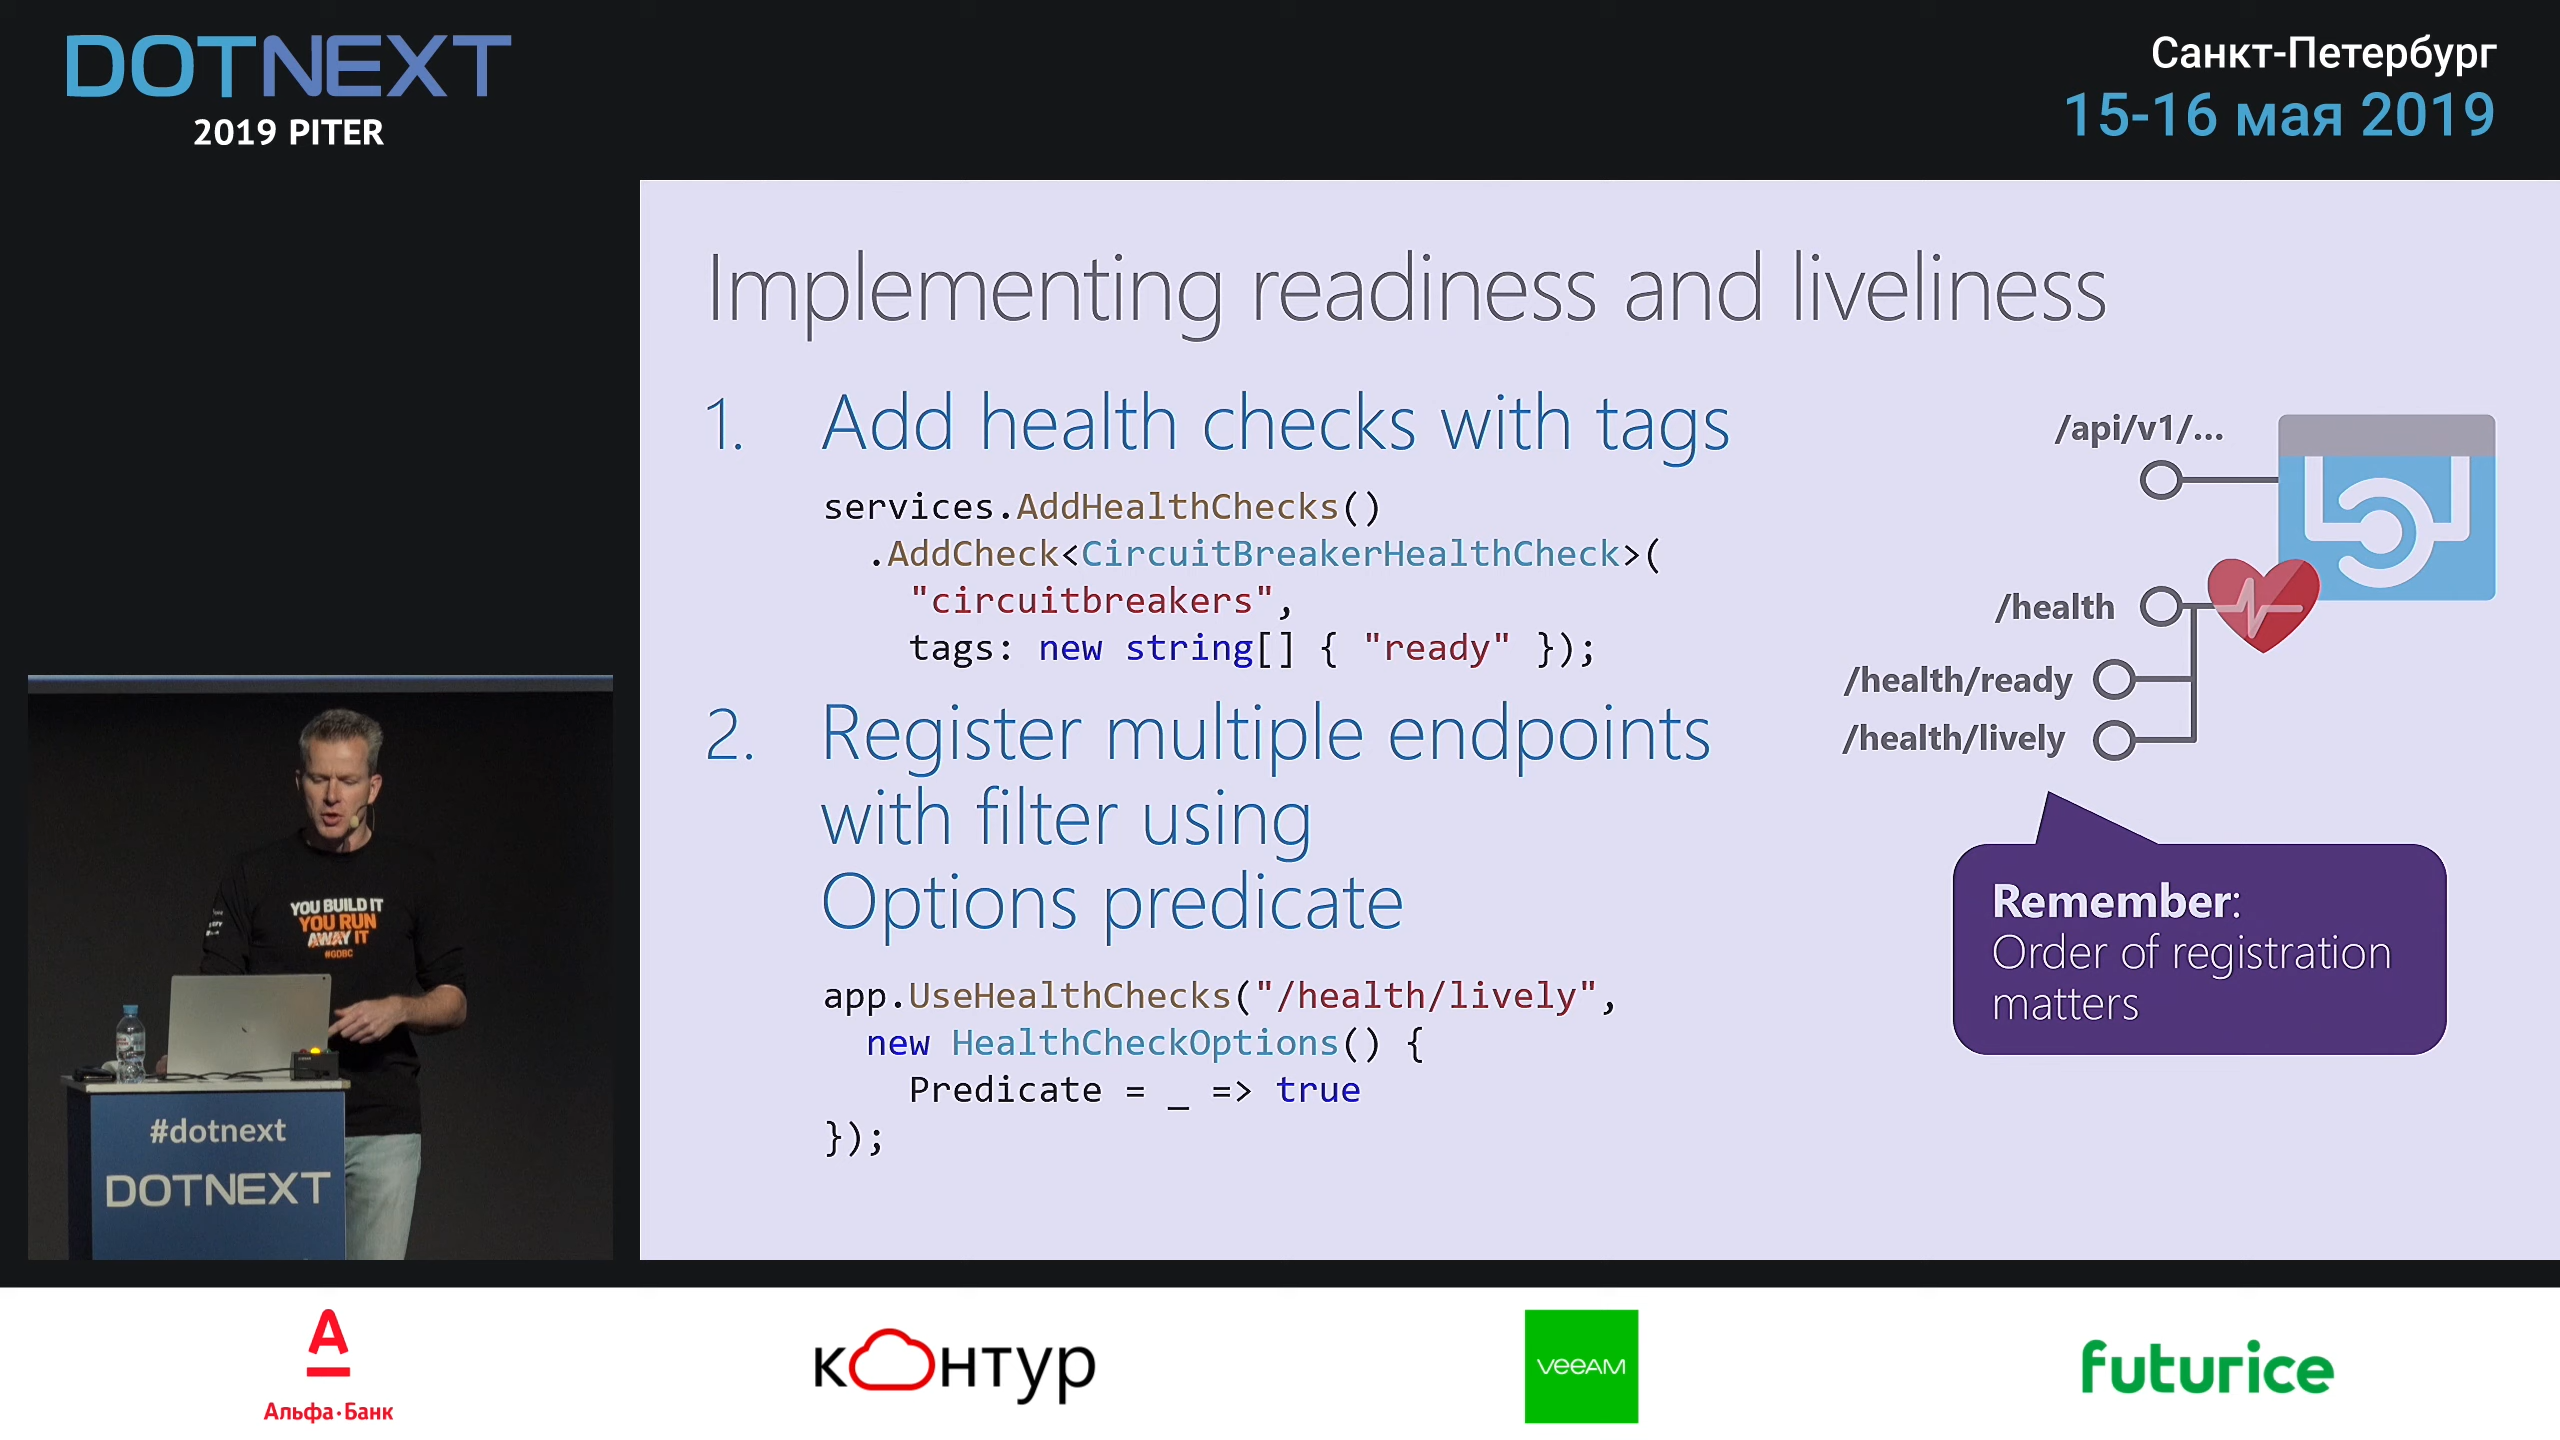 DOTNEXT
2019 PITER
Санкт-Петербург
15-16 мая 2019
Implementing readiness and liveliness
1. Add health checks with tags
services.AddHealthChecks()
.AddCheck<CircuitBreakerHealthCheck>(
"circuitbreakers",
tags: new string[] { "ready" });
2. Register multiple endpoints
with filter using
Options predicate
app.UseHealthChecks("/health/lively",
new HealthCheckOptions() {
Predicate = _ => true
});
/api/v1/...
/health
/health/ready
/health/lively
Remember:
Order of registration
matters
YOU BUILD IT
YOU RUN
AWAY IT
#GDBC
#dotnext
DOTNEXT
Альфа·Банк
контур
veeAM
futurice